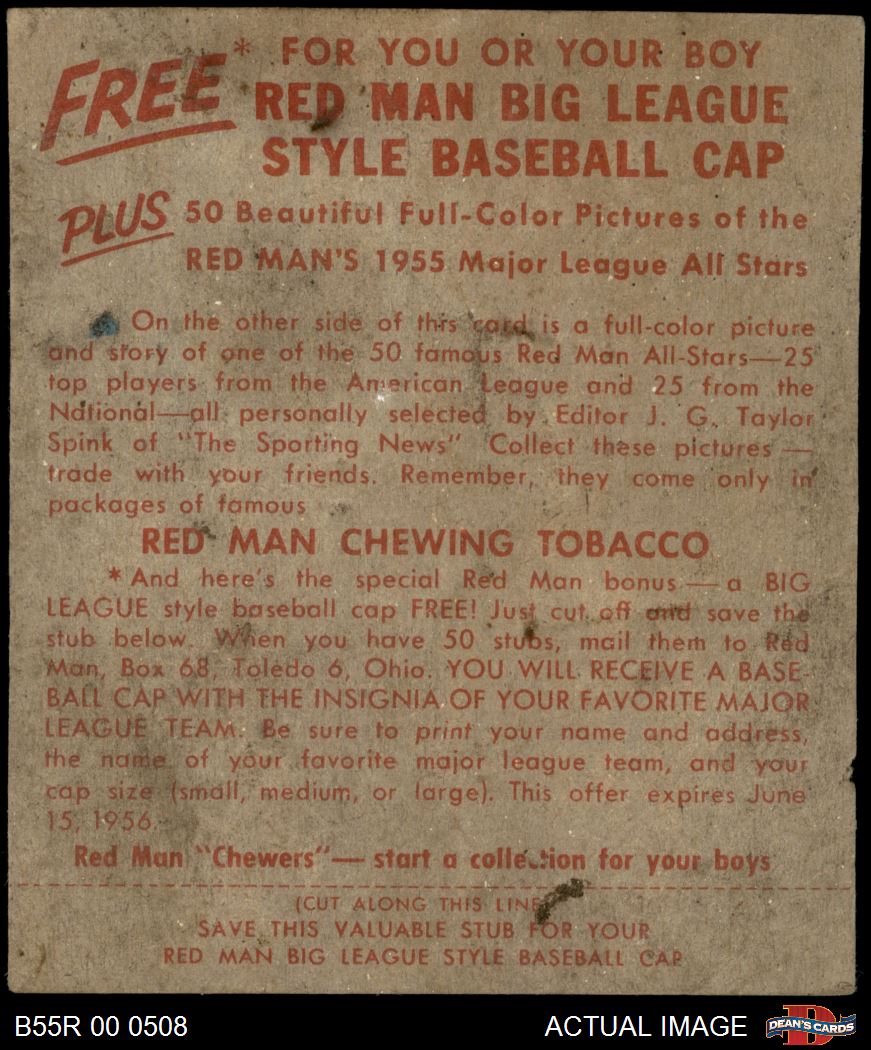 FREE* FOR YOU OR YOUR BOY
RED MAN BIG LEAGUE
STYLE BASEBALL CAP
PLUS 50 Beautiful Full-Color Pictures of the
RED MAN'S 1955 Major League All Stars
On the other side of this card is a full-color picture
and story of one of the 50 famous Red Man All-Stars—25
top players from the American League and 25 from the
National—all personally selected by Editor J. G. Taylor
Spink of "The Sporting News" Collect these pictures —
trade with your friends. Remember, they come only in
packages of famous
RED MAN CHEWING TOBACCO
*And here's the special Red Man bonus — a BIG
LEAGUE style baseball cap FREE! Just cut off and save the
stub below. When you have 50 stubs, mail them to Red
Man, Box 68, Toledo 6, Ohio. YOU WILL RECEIVE A BASE-
BALL CAP WITH THE INSIGNIA OF YOUR FAVORITE MAJOR
LEAGUE TEAM. Be sure to print your name and address,
the name of your favorite major league team, and your
cap size (small, medium, or large). This offer expires June
15, 1956.
Red Man "Chewers"— start a collection for your boys
(CUT ALONG THIS LINE)
SAVE THIS VALUABLE STUB FOR YOUR
RED MAN BIG LEAGUE STYLE BASEBALL CAP
B55R 00 0508 ACTUAL IMAGE D DEAN'S CARDS